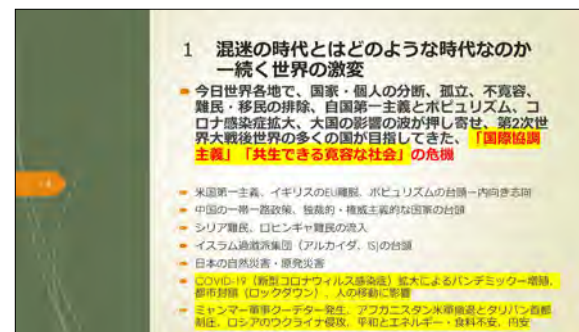 1 混迷の時代とはどのような時代なのか
ー続く世界の激変
今日世界各地で、国家・個人の分断、孤立、不寛容、
難民・移民の排除、自国第一主義とポピュリズム、コ
ロナ感染症拡大、大国の影響の波が押し寄せ、第2次世
界大戦後世界の多くの国が目指してきた、「国際協調
主義」「共生できる寛容な社会」の危機
米国第一主義、イギリスのEU離脱、ポピュリズムの台頭ー内向き志向
中国の一帯一路政策、独裁的・権威主義的な国家の台頭
シリア難民、ロヒンギャ難民の流入
イスラム過激派集団（アルカイダ、IS)の台頭
日本の自然災害・原発災害
COVID-19（新型コロナウィルス感染症）拡大によるパンデミックー増殖、
都市封鎖（ロックダウン）、人の移動に影響
ミャンマー軍事クーデター発生、アフガニスタン米軍撤退とタリバン首都
制圧、ロシアのウクライナ侵攻、平和とエネルギー・食料不安、円安